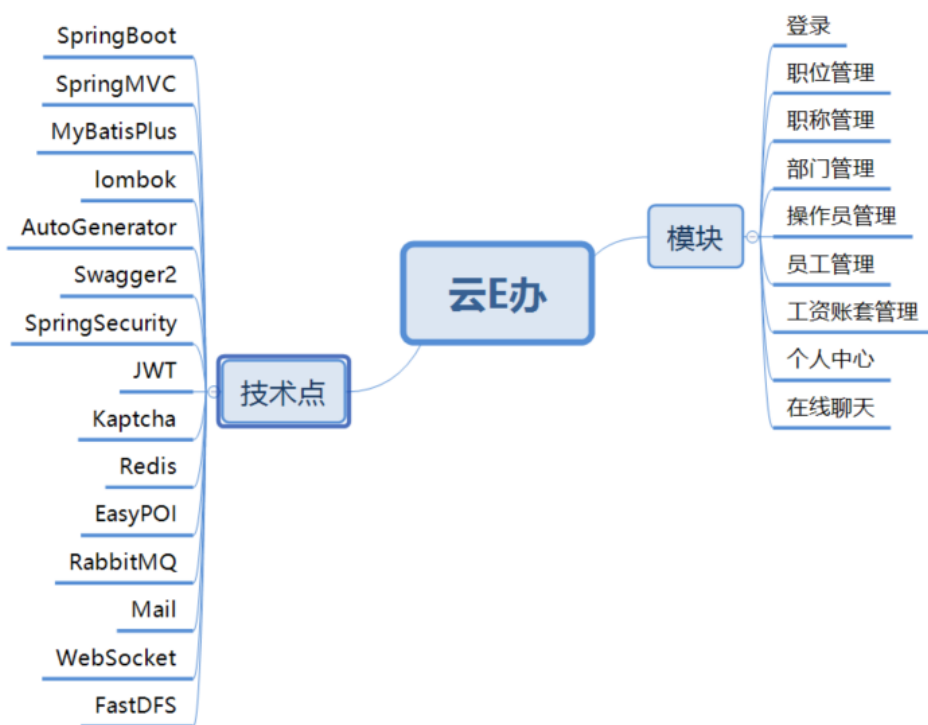 云E办
技术点
SpringBoot
SpringMVC
MyBatisPlus
lombok
AutoGenerator
Swagger2
SpringSecurity
JWT
Kaptcha
Redis
EasyPOI
RabbitMQ
Mail
WebSocket
FastDFS
模块
登录
职位管理
职称管理
部门管理
操作员管理
员工管理
工资账套管理
个人中心
在线聊天